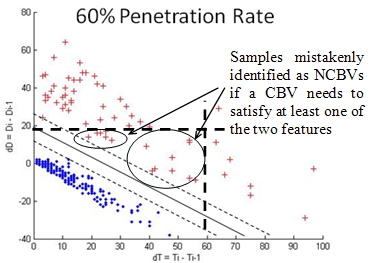 60% Penetration Rate
80
60
40
20
0
-20
-40
dD = Di - Di-1
Samples mistakenly
identified as NCBVs
if a CBV needs to
satisfy at least one of
the two features
0 10 20 30 40 50 60 70 80 90 100
dT = Ti - Ti-1